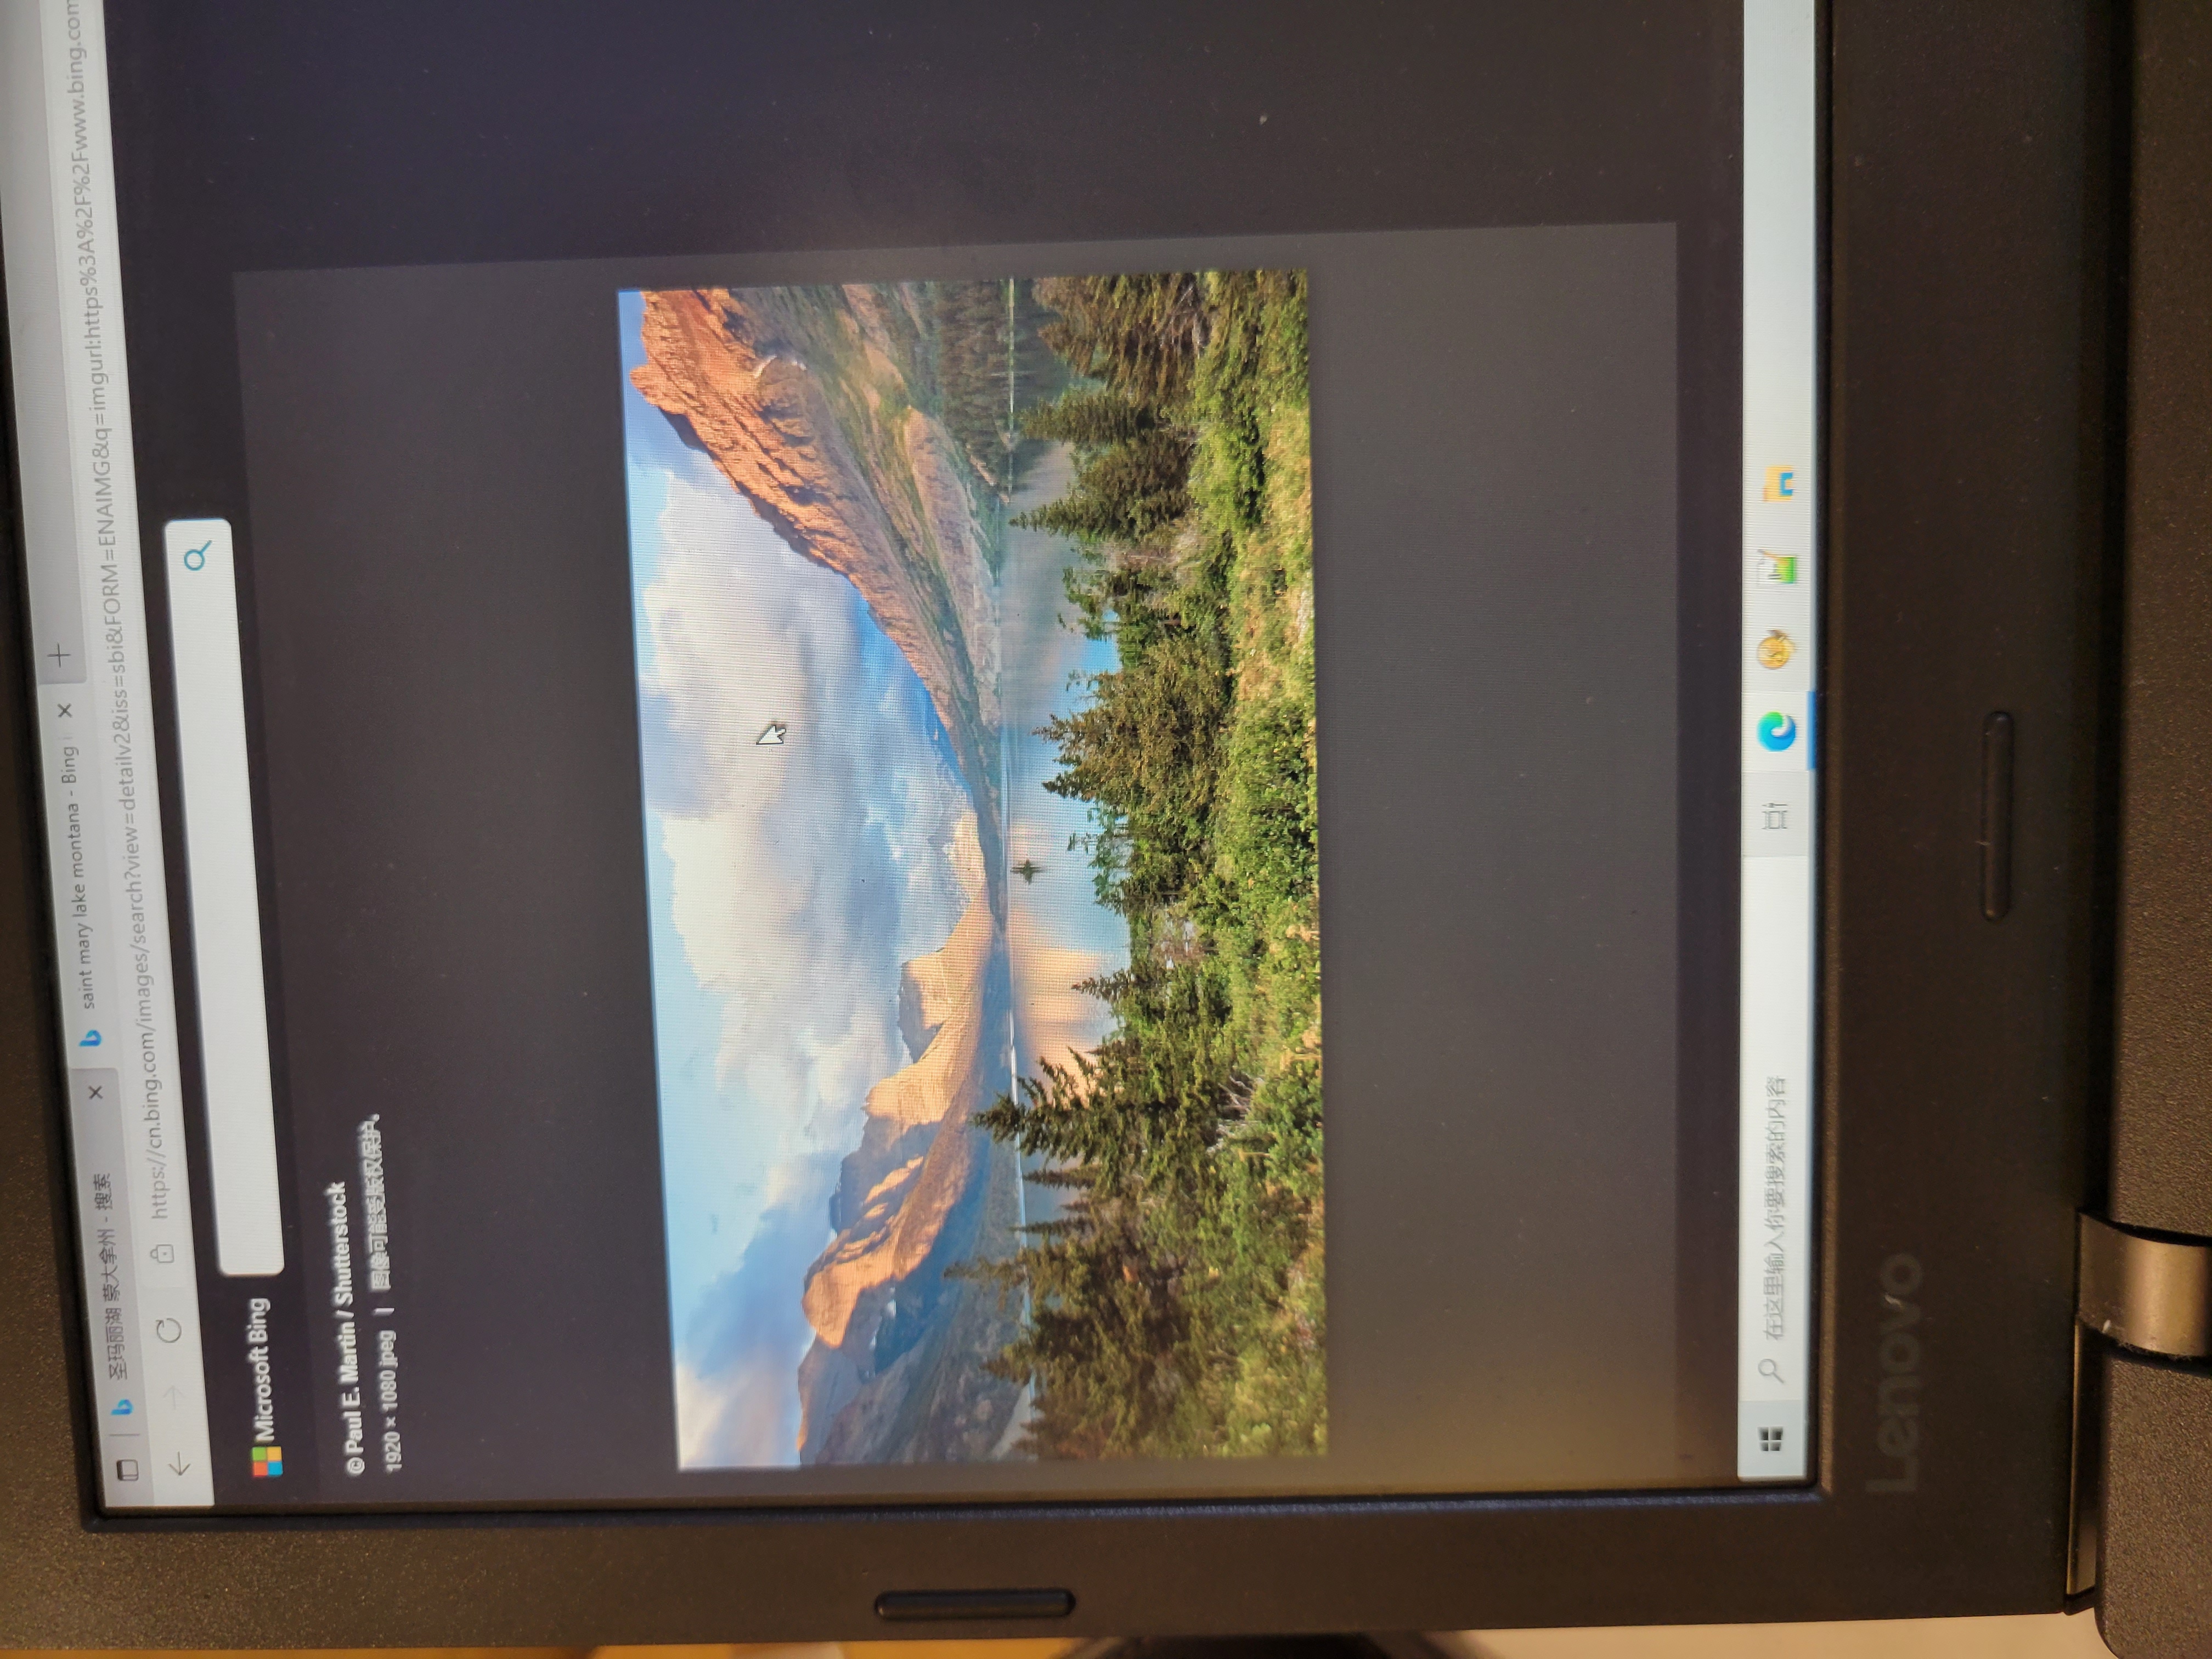 圣玛丽湖 蒙大拿州 - 搜索
saint mary lake montana - Bing
https://cn.bing.com/images/search?view=detailv2&iss=sbi&FORM=ENAIMG&q=imgurl:https%3A%2F%2Fwww.bing.com
Microsoft Bing
© Paul E. Martin / Shutterstock
1920 × 1080 jpeg | 图像可能受版权保护。
在这里输入你要搜索的内容
Lenovo